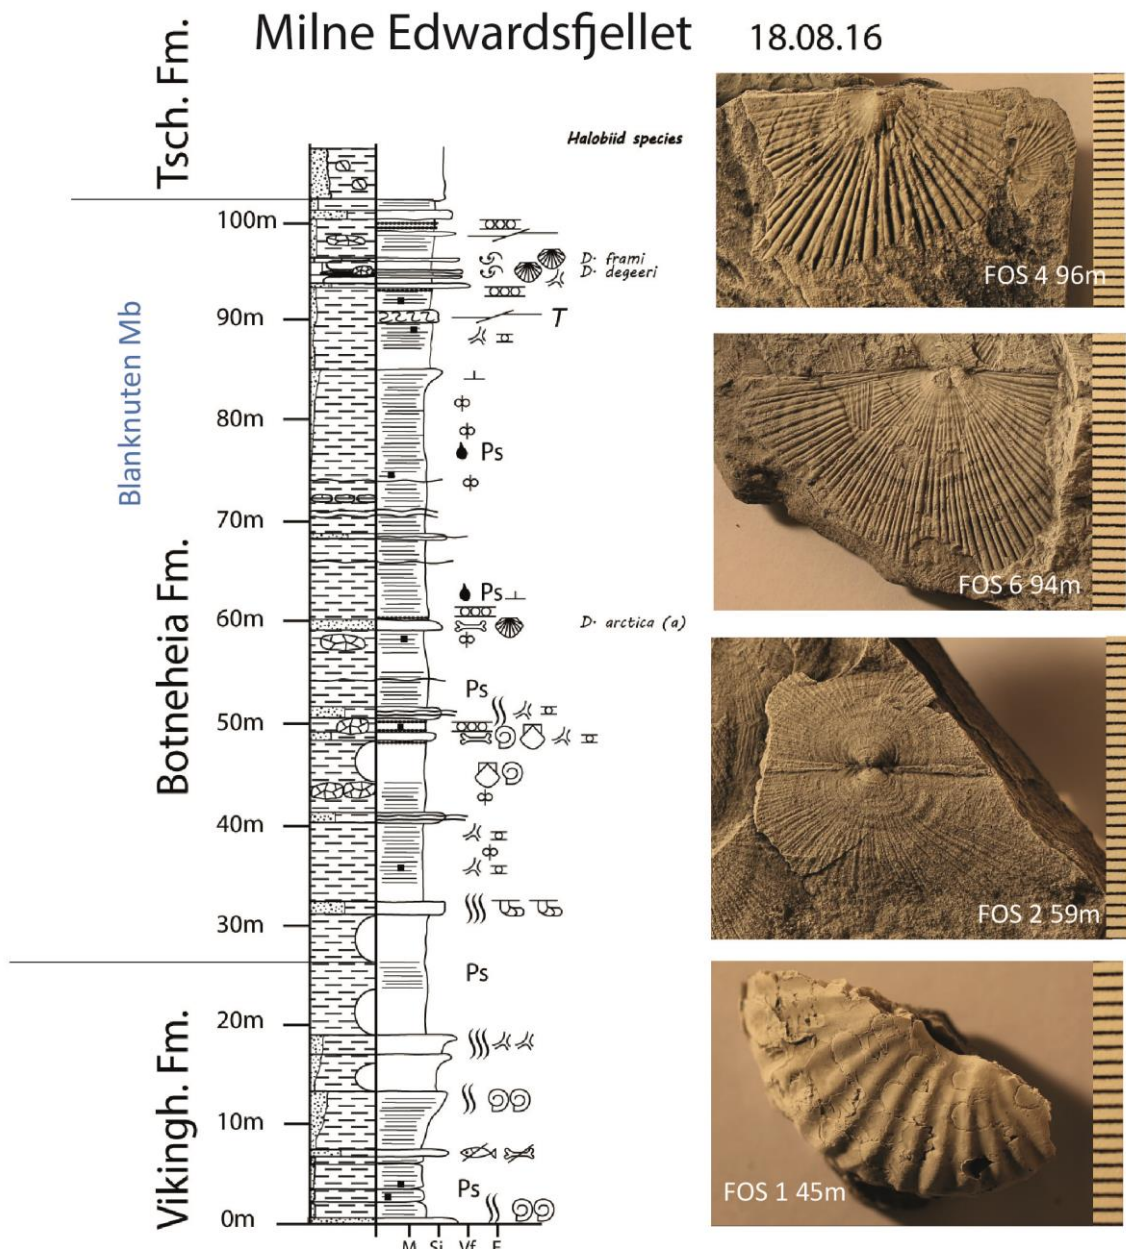 Milne Edwardsfjellet 18.08.16
Tsch. Fm.
Blanknuten Mb
Botneheia Fm.
Vikingh. Fm.
Halobiid species
100m
D. frami
D. degeeri
90m
T
80m
Ps
70m
Ps
60m
D. arctica (a)
Ps
50m
40m
30m
Ps
20m
10m
Ps
0m
M Si Vf F
FOS 4 96m
FOS 6 94m
FOS 2 59m
FOS 1 45m